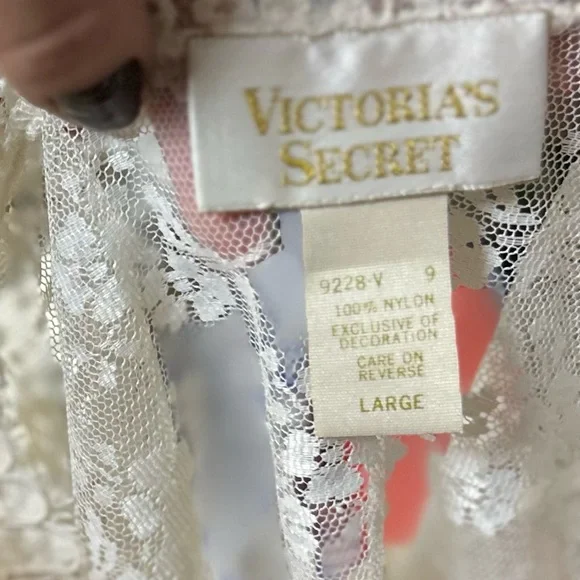 VICTORIA'S
SECRET
9228-V 9
100% NYLON
EXCLUSIVE OF
DECORATION
CARE ON
REVERSE
LARGE